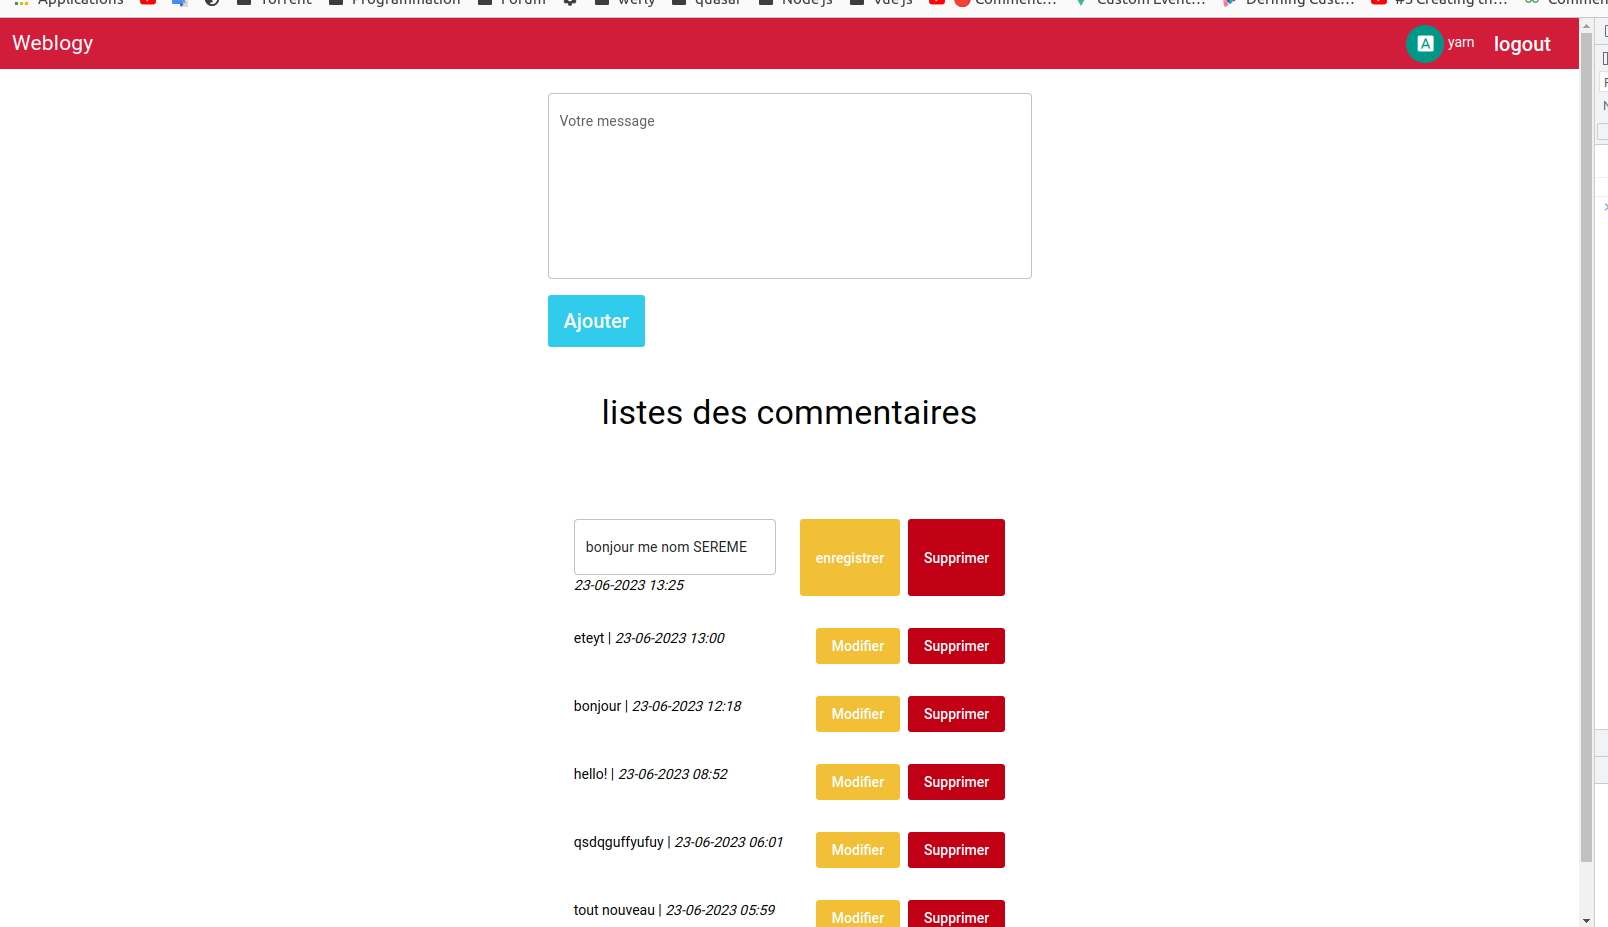 Applications Torrent Programmation Forum werly quasar Node js Vue js Comment... Custom Event... Defining Cust... #3 Creating th... Commen
Weblogy yarn logout
Votre message
Ajouter
listes des commentaires
bonjour me nom SEREME enregistrer Supprimer
23-06-2023 13:25
eteyt | 23-06-2023 13:00 Modifier Supprimer
bonjour | 23-06-2023 12:18 Modifier Supprimer
hello! | 23-06-2023 08:52 Modifier Supprimer
qsdqguffyufuy | 23-06-2023 06:01 Modifier Supprimer
tout nouveau | 23-06-2023 05:59 Modifier Supprimer